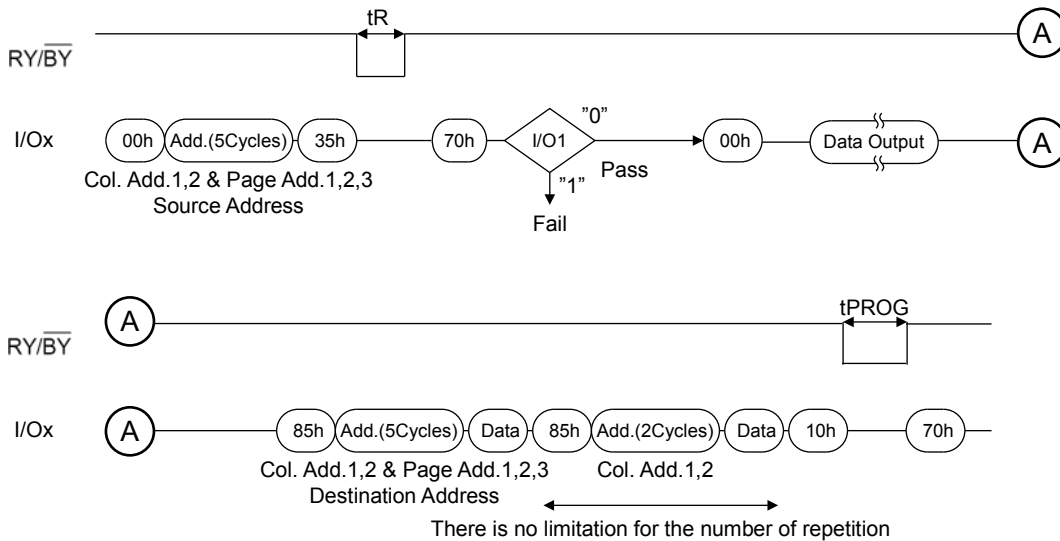 tR
A
RY/BY
"0"
I/Ox 00h Add.(5Cycles) 35h 70h I/O1 00h Data Output A
Pass
Col. Add.1,2 & Page Add.1,2,3
"1"
Source Address
Fail
A
tPROG
RY/BY
I/Ox A 85h Add.(5Cycles) Data 85h Add.(2Cycles) Data 10h 70h
Col. Add.1,2 & Page Add.1,2,3 Col. Add.1,2
Destination Address
There is no limitation for the number of repetition